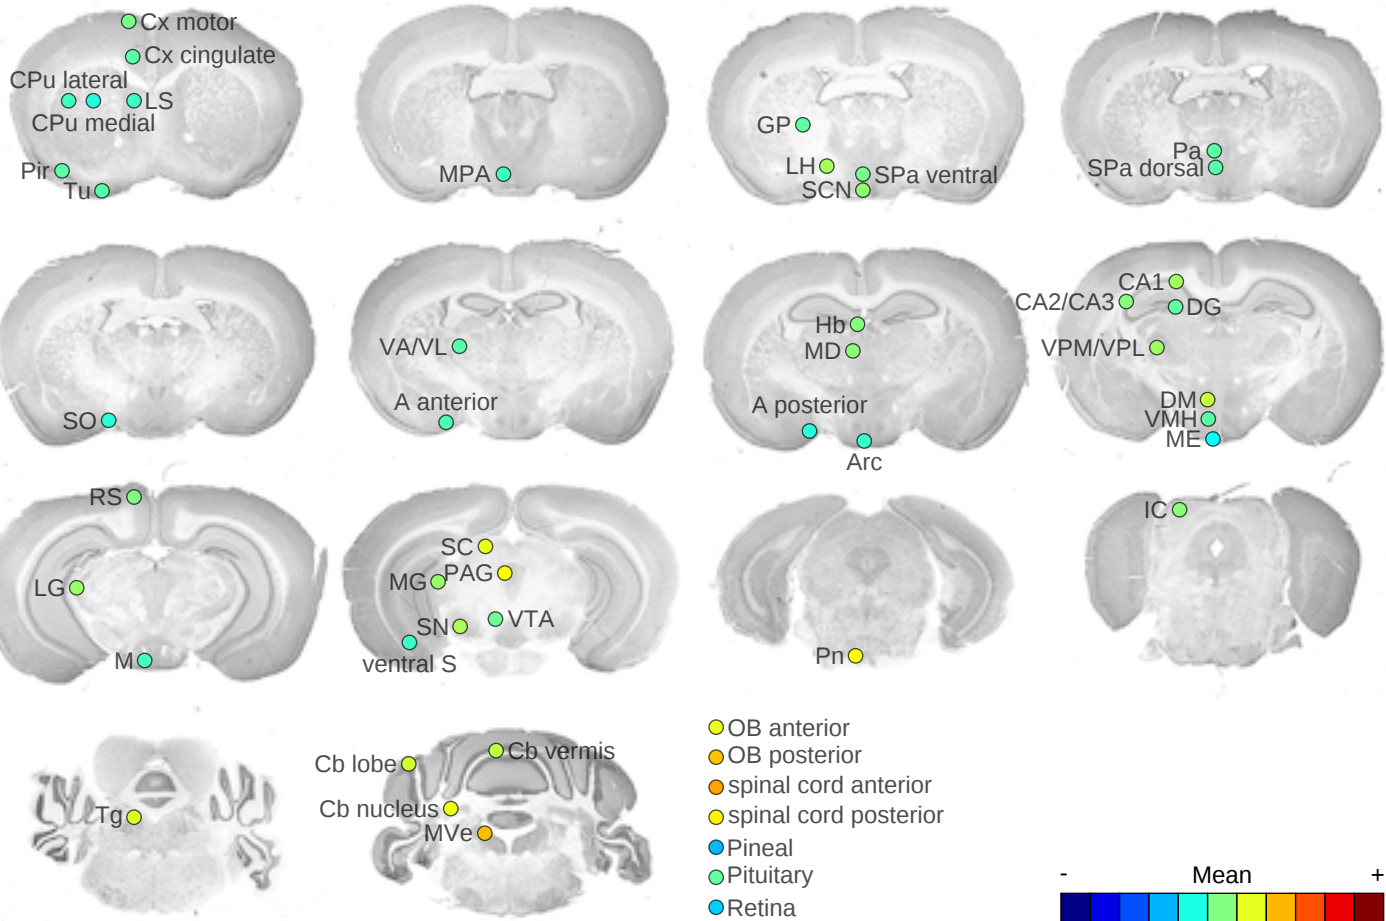 Cx motor
Cx cingulate
CPu lateral
LS
CPu medial
Pir
Tu
MPA
GP
LH
SPa ventral
SCN
Pa
SPa dorsal
SO
VA/VL
A anterior
Hb
MD
A posterior
Arc
CA1
CA2/CA3
DG
VPM/VPL
DM
VMH
ME
RS
LG
M
SC
PAG
MG
SN
VTA
ventral S
Pn
IC
Tg
Cb lobe
Cb vermis
Cb nucleus
MVe
OB anterior
OB posterior
spinal cord anterior
spinal cord posterior
Pineal
Pituitary
Retina
- Mean +